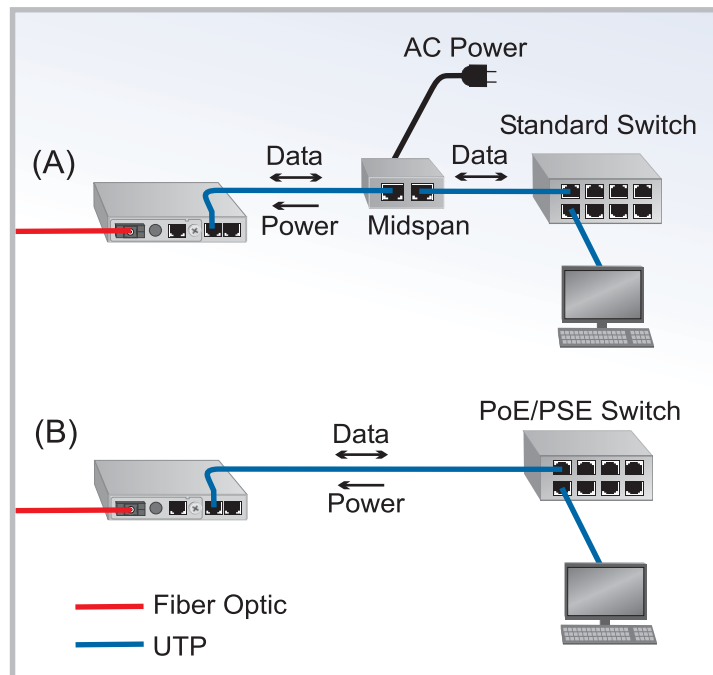 AC Power
Standard Switch
(A)
Data
Data
Power
Midspan
PoE/PSE Switch
(B)
Data
Power
Fiber Optic
UTP